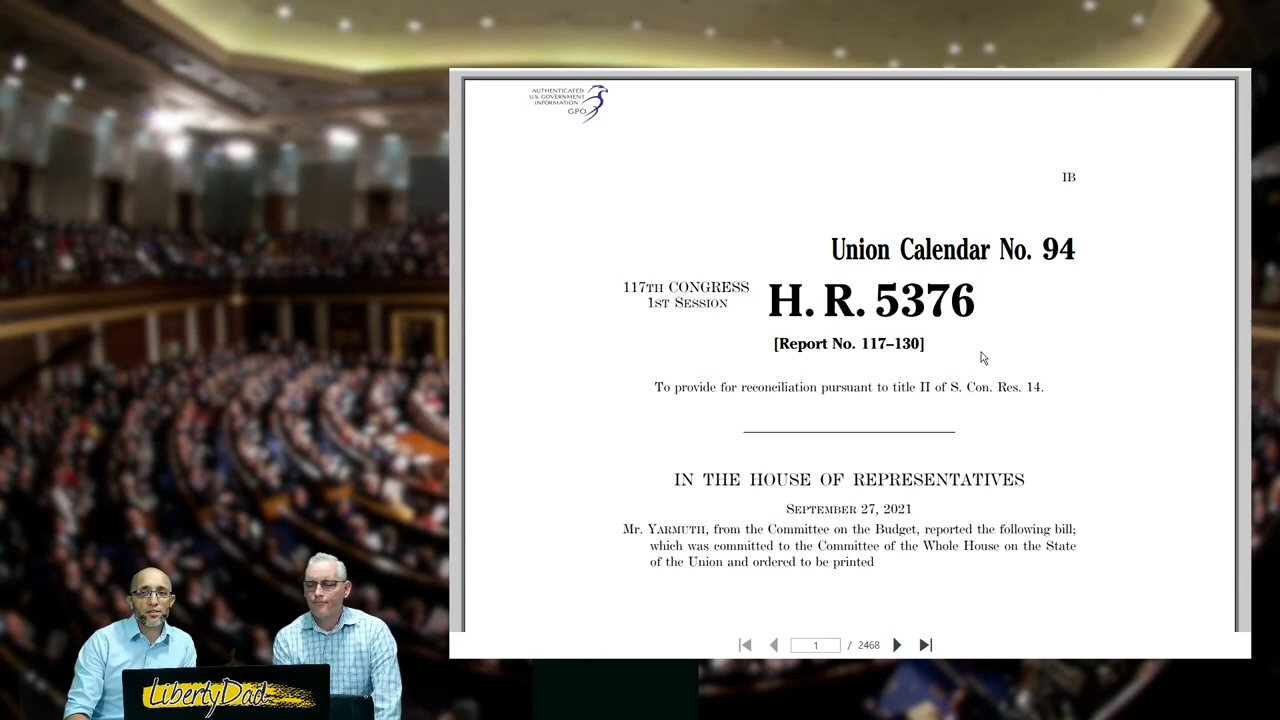 AUTHENTICATED
U.S. GOVERNMENT
INFORMATION
GPO
IB
Union Calendar No. 94
117TH CONGRESS
1ST SESSION
H. R. 5376
[Report No. 117–130]
To provide for reconciliation pursuant to title II of S. Con. Res. 14.
IN THE HOUSE OF REPRESENTATIVES
SEPTEMBER 27, 2021
Mr. YARMUTH, from the Committee on the Budget, reported the following bill;
which was committed to the Committee of the Whole House on the State
of the Union and ordered to be printed
1 / 2468
LibertyDad